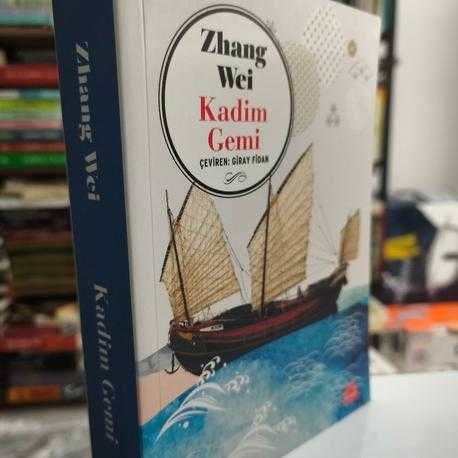 Zhang
Wei
Kadim
Gemi
ÇEVİREN: GİRAY FİDAN
Zhang Wei
Kadim Gemi